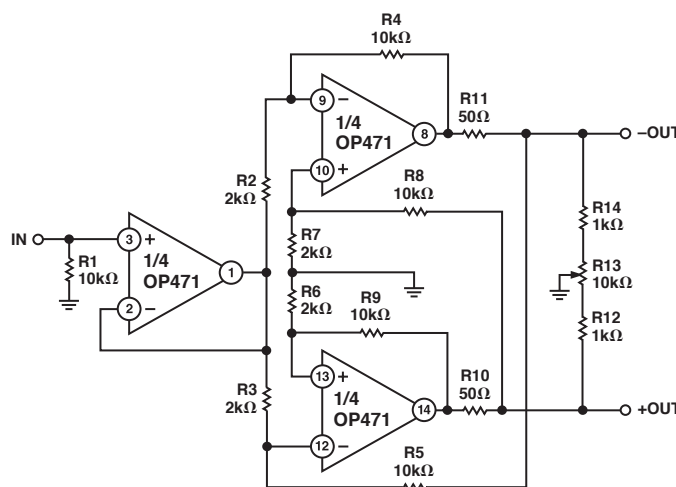 R4
10kΩ
9
–
1/4
OP471
8
R11
50Ω
–OUT
10
+
R2
2kΩ
R8
10kΩ
R14
1kΩ
IN
3
+
R1
10kΩ
1/4
OP471
1
2
–
R7
2kΩ
R6
2kΩ
R13
10kΩ
R9
10kΩ
R12
1kΩ
R3
2kΩ
13
+
1/4
OP471
14
R10
50Ω
+OUT
12
–
R5
10kΩ